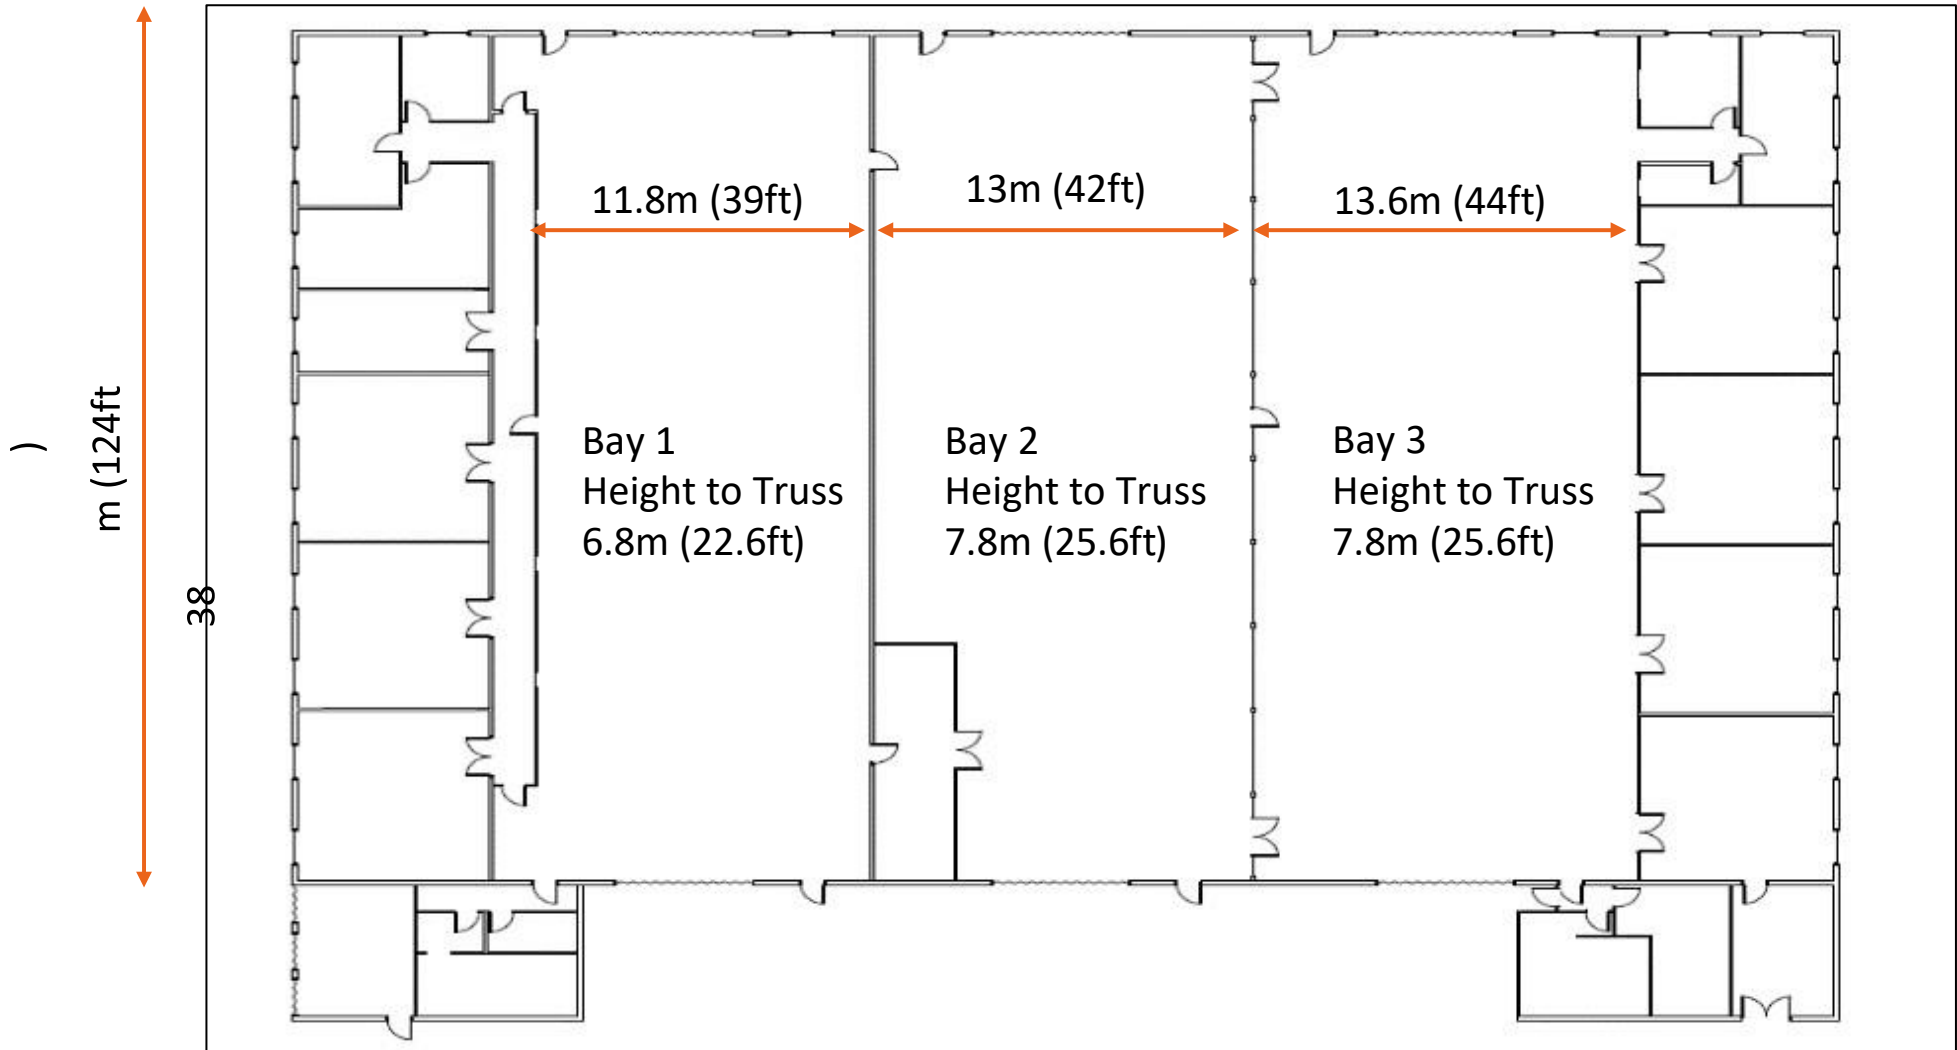 11.8m (39ft)
13m (42ft)
13.6m (44ft)
38
m (124ft
)
Bay 1
Height to Truss
6.8m (22.6ft)
Bay 2
Height to Truss
7.8m (25.6ft)
Bay 3
Height to Truss
7.8m (25.6ft)